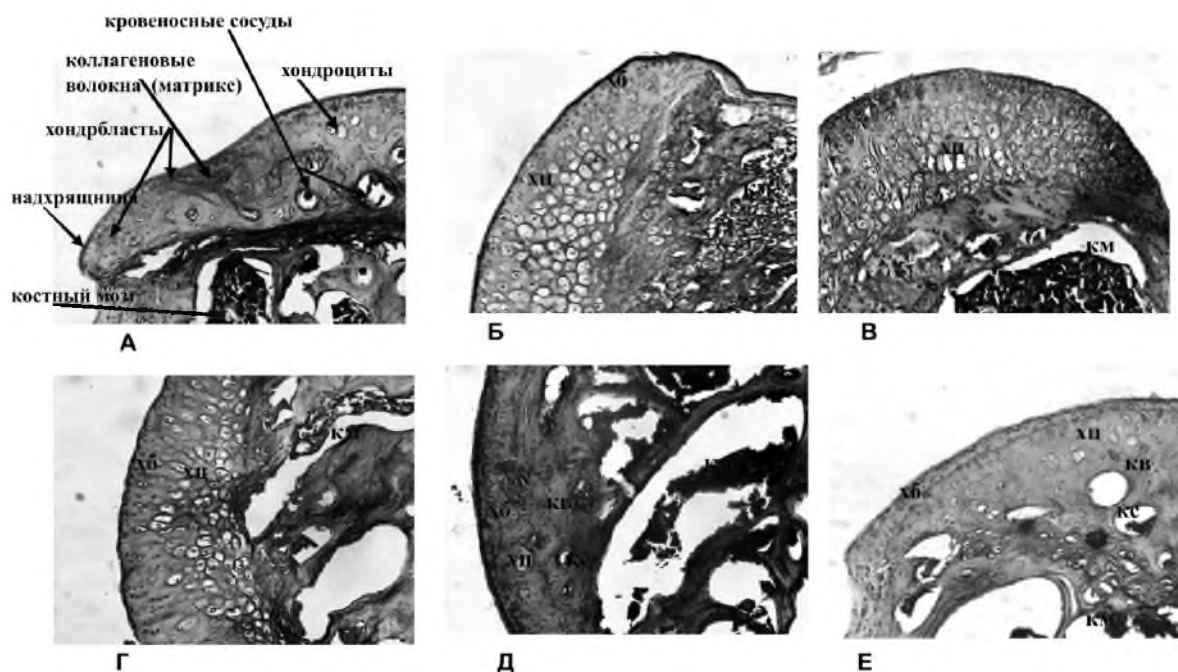 кровеносные сосуды
коллагеновые
волокна (матрикс)
хондроциты
хондрбласты
надхрящница
костный мозг
А
хб
хц
км
Б
хц
км
В
хб
хц
км
Г
хб
кв
хц
Д
хц
кв
хб
кс
км
Е